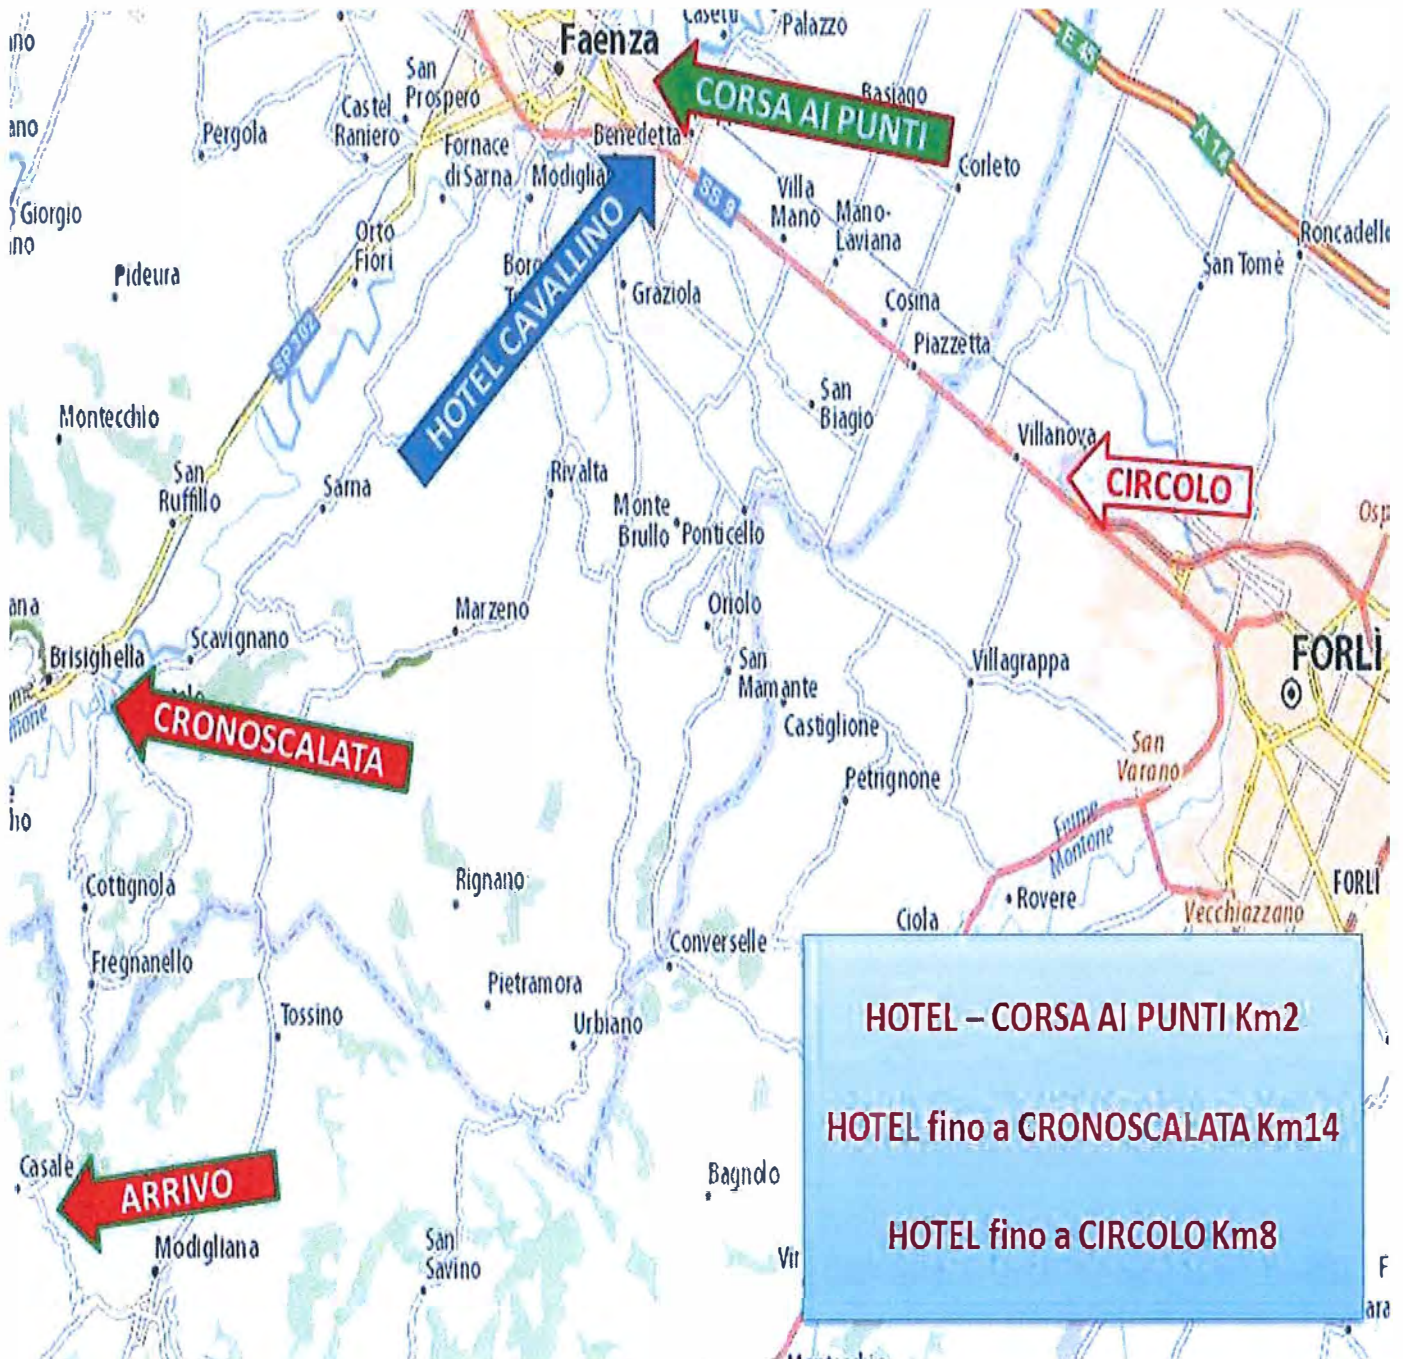 Faenza
Palazzo
E 45
San
Prospero
Castel
Raniero
CORSA AI PUNTI
Basiago
Pergola
Fornace
di Sarna
Benedetta
A 14
Corleto
Modiglia
Villa
Mano
SS 9
Mano-
Laviana
Giorgio
Orto
Fiori
Roncadello
San Tomè
Pideura
Graziola
HOTEL CAVALLINO
Cosina
SP 302
Piazzetta
San
Biagio
Montecchio
Villanova
San
Ruffillo
Sarna
Rivalta
CIRCOLO
Monte
Brullo
Ponticello
Marzeno
Oriolo
Scavignano
Brisighella
San
Mamante
Villagrappa
FORLÌ
CRONOSCALATA
Castiglione
San
Varano
Petrignone
Fiume
Montone
Cottignola
Rignano
Rovere
FORLÌ
Vecchiazzano
Ciola
Converselle
Fregnanello
Pietramora
Tossino
Urbiano
HOTEL – CORSA AI PUNTI Km2
HOTEL fino a CRONOSCALATA Km14
HOTEL fino a CIRCOLO Km8
Casale
ARRIVO
Bagnolo
Modigliana
San
Savino